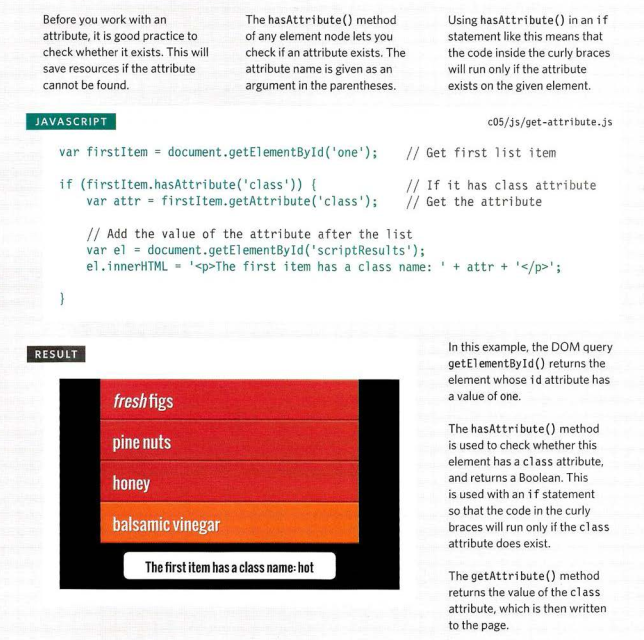 Before you work with an
attribute, it is good practice to
check whether it exists. This will
save resources if the attribute
cannot be found.
The hasAttribute() method
of any element node lets you
check if an attribute exists. The
attribute name is given as an
argument in the parentheses.
Using hasAttribute() in an if
statement like this means that
the code inside the curly braces
will run only if the attribute
exists on the given element.
JAVASCRIPT c05/js/get-attribute.js
var firstItem = document.getElementById('one'); // Get first list item
if (firstItem.hasAttribute('class')) { // If it has class attribute
var attr = firstItem.getAttribute('class'); // Get the attribute
// Add the value of the attribute after the list
var el = document.getElementById('scriptResults');
el.innerHTML = '<p>The first item has a class name: ' + attr + '</p>';
}
RESULT
fresh figs
pine nuts
honey
balsamic vinegar
The first item has a class name: hot
In this example, the DOM query
getElementById() returns the
element whose id attribute has
a value of one.
The hasAttribute() method
is used to check whether this
element has a class attribute,
and returns a Boolean. This
is used with an if statement
so that the code in the curly
braces will run only if the class
attribute does exist.
The getAttribute() method
returns the value of the class
attribute, which is then written
to the page.